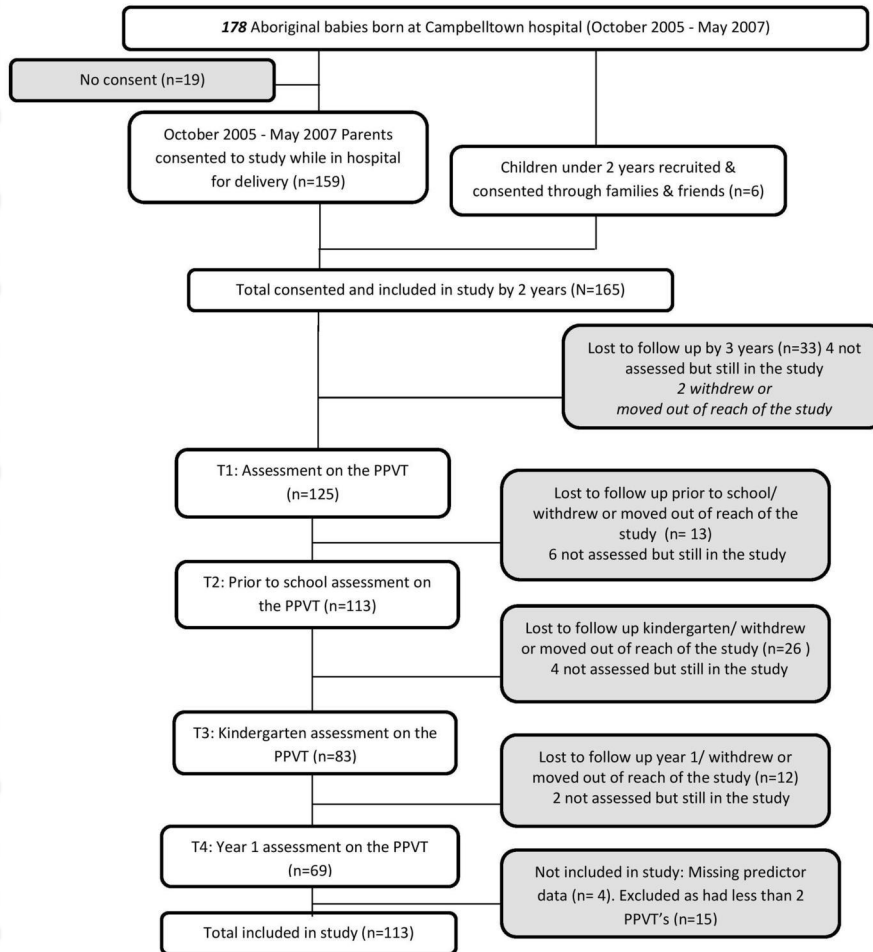 178 Aboriginal babies born at Campbelltown hospital (October 2005 - May 2007)
No consent (n=19)
October 2005 - May 2007 Parents
consented to study while in hospital
for delivery (n=159)
Children under 2 years recruited &
consented through families & friends (n=6)
Total consented and included in study by 2 years (N=165)
Lost to follow up by 3 years (n=33) 4 not
assessed but still in the study
2 withdrew or
moved out of reach of the study
T1: Assessment on the PPVT
(n=125)
Lost to follow up prior to school/
withdrew or moved out of reach of the
study (n= 13)
6 not assessed but still in the study
T2: Prior to school assessment on
the PPVT (n=113)
Lost to follow up kindergarten/ withdrew
or moved out of reach of the study (n=26 )
4 not assessed but still in the study
T3: Kindergarten assessment on the
PPVT (n=83)
Lost to follow up year 1/ withdrew or
moved out of reach of the study (n=12)
2 not assessed but still in the study
T4: Year 1 assessment on the PPVT
(n=69)
Not included in study: Missing predictor
data (n= 4). Excluded as had less than 2
PPVT's (n=15)
Total included in study (n=113)